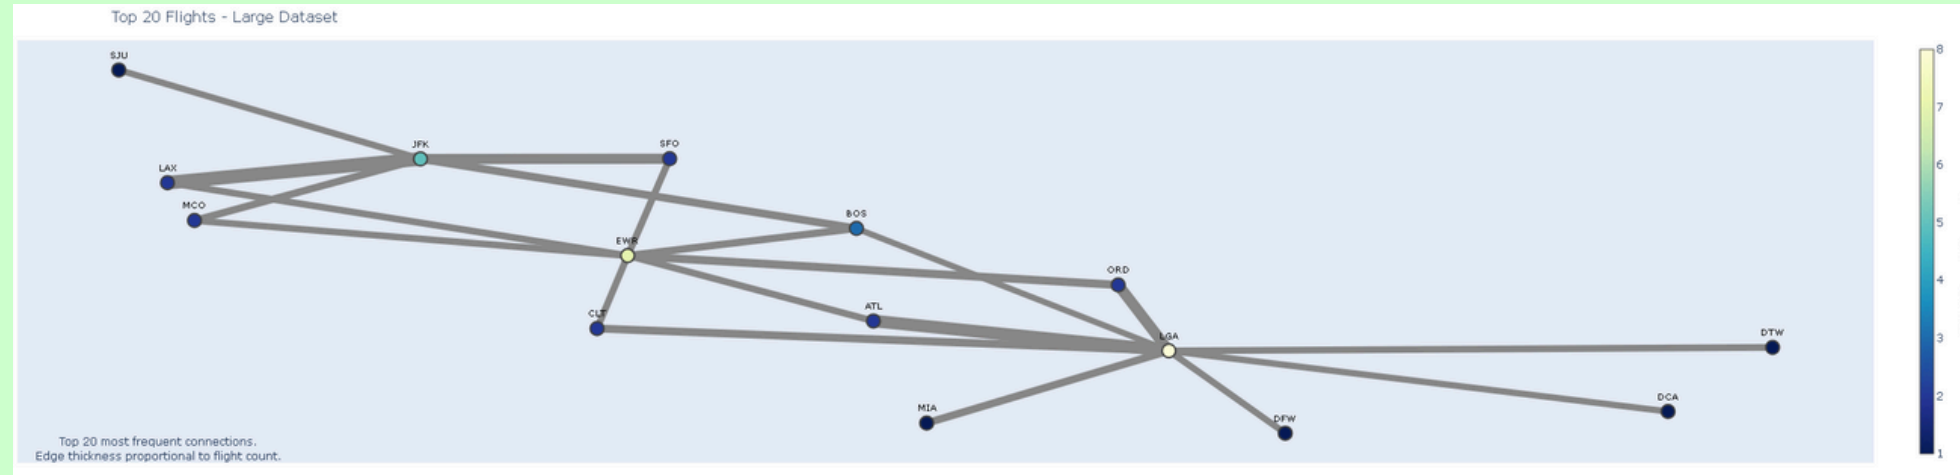 Top 20 Flights - Large Dataset
SJU
JFK
SFO
LAX
MCO
BOS
EWR
ORD
ATL
CLT
LGA
DTW
MIA
DCA
DFW
Top 20 most frequent connections.
Edge thickness proportional to flight count.
8
7
6
5
4
3
2
1